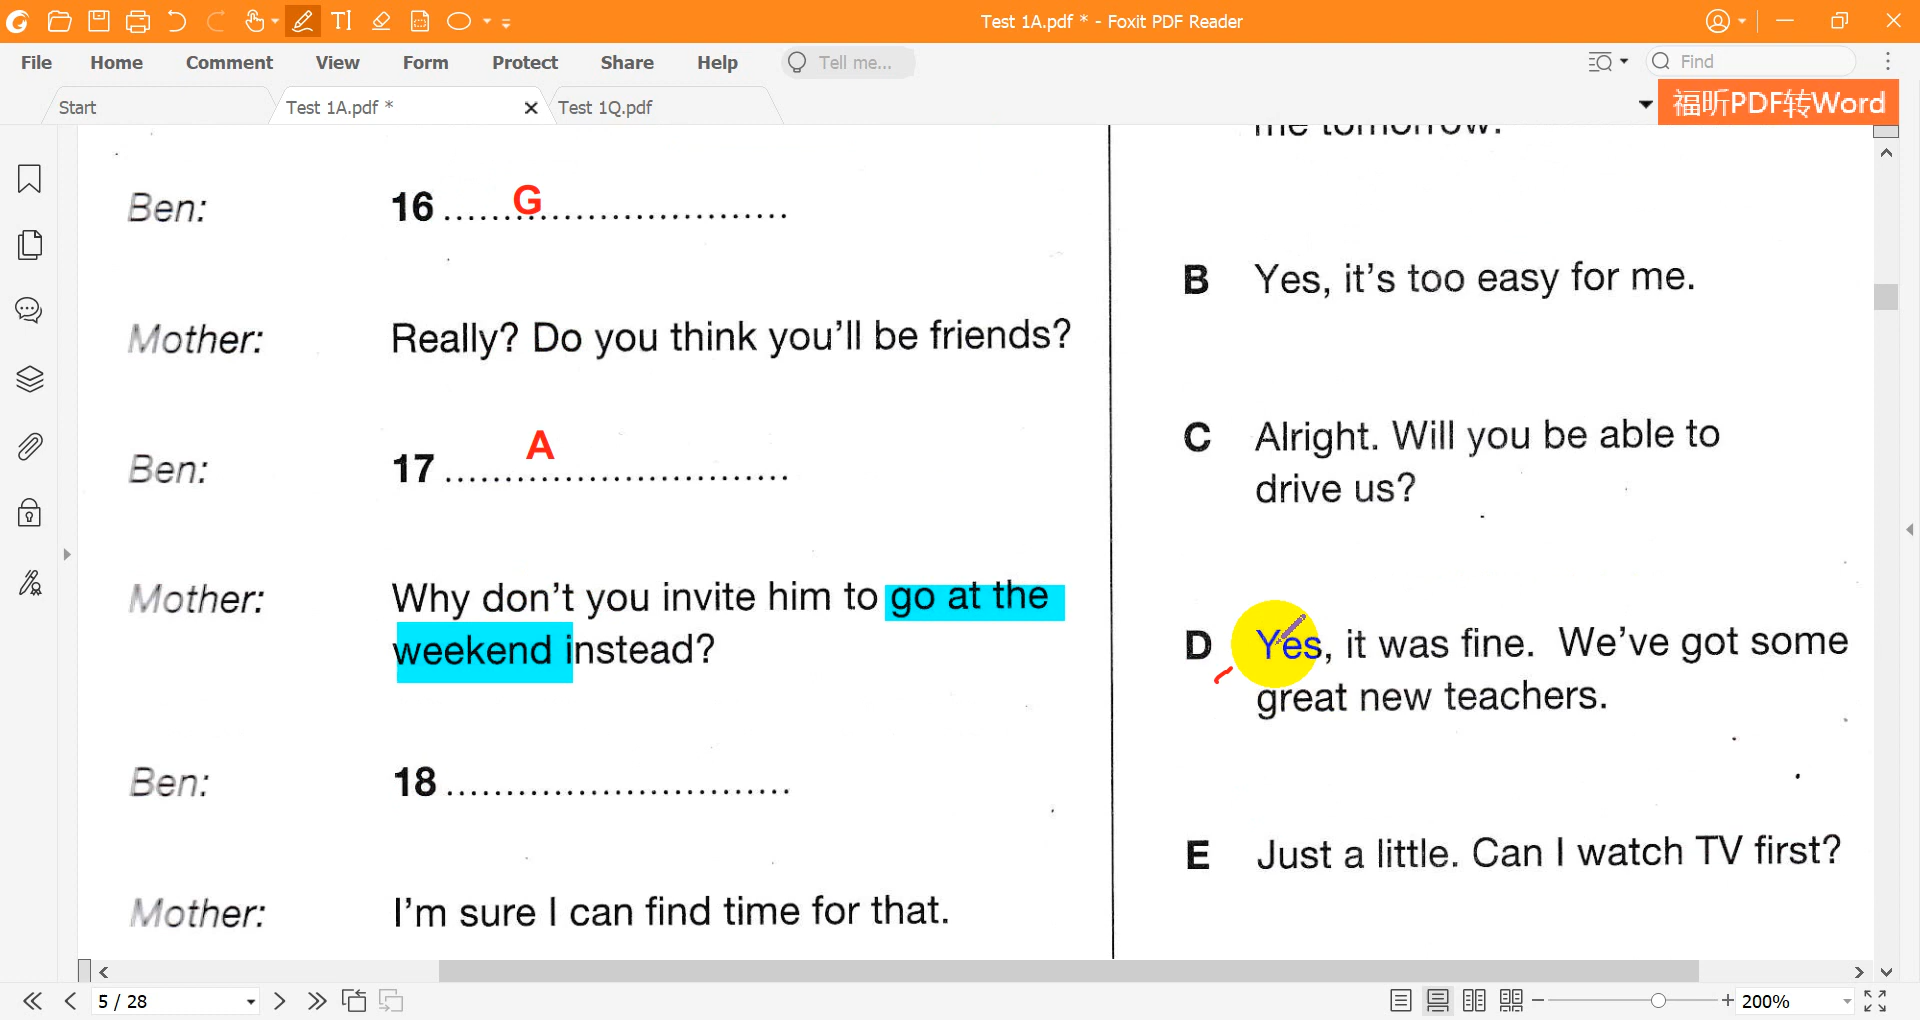 Test 1A.pdf * - Foxit PDF Reader
File Home Comment View Form Protect Share Help Tell me... Find
Start Test 1A.pdf * Test 1Q.pdf 福昕PDF转Word
me tomorrow.
Ben: 16 G
B Yes, it's too easy for me.
Mother: Really? Do you think you'll be friends?
C Alright. Will you be able to
drive us?
Ben: 17 A
Mother: Why don't you invite him to go at the
weekend instead?
D Yes, it was fine. We've got some
great new teachers.
Ben: 18
E Just a little. Can I watch TV first?
Mother: I'm sure I can find time for that.
5 / 28 200%